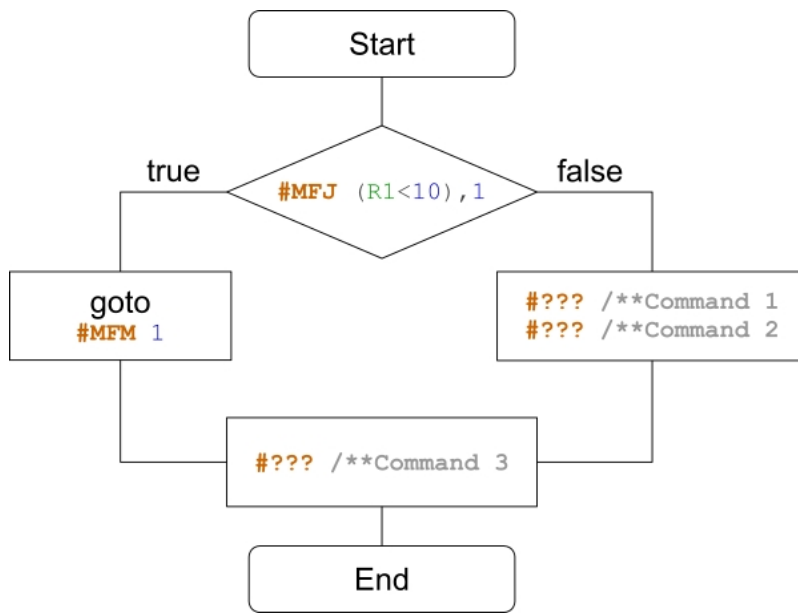 Start
true
false
#MFJ (R1<10),1
goto
#MFM 1
#??? /**Command 1
#??? /**Command 2
#??? /**Command 3
End